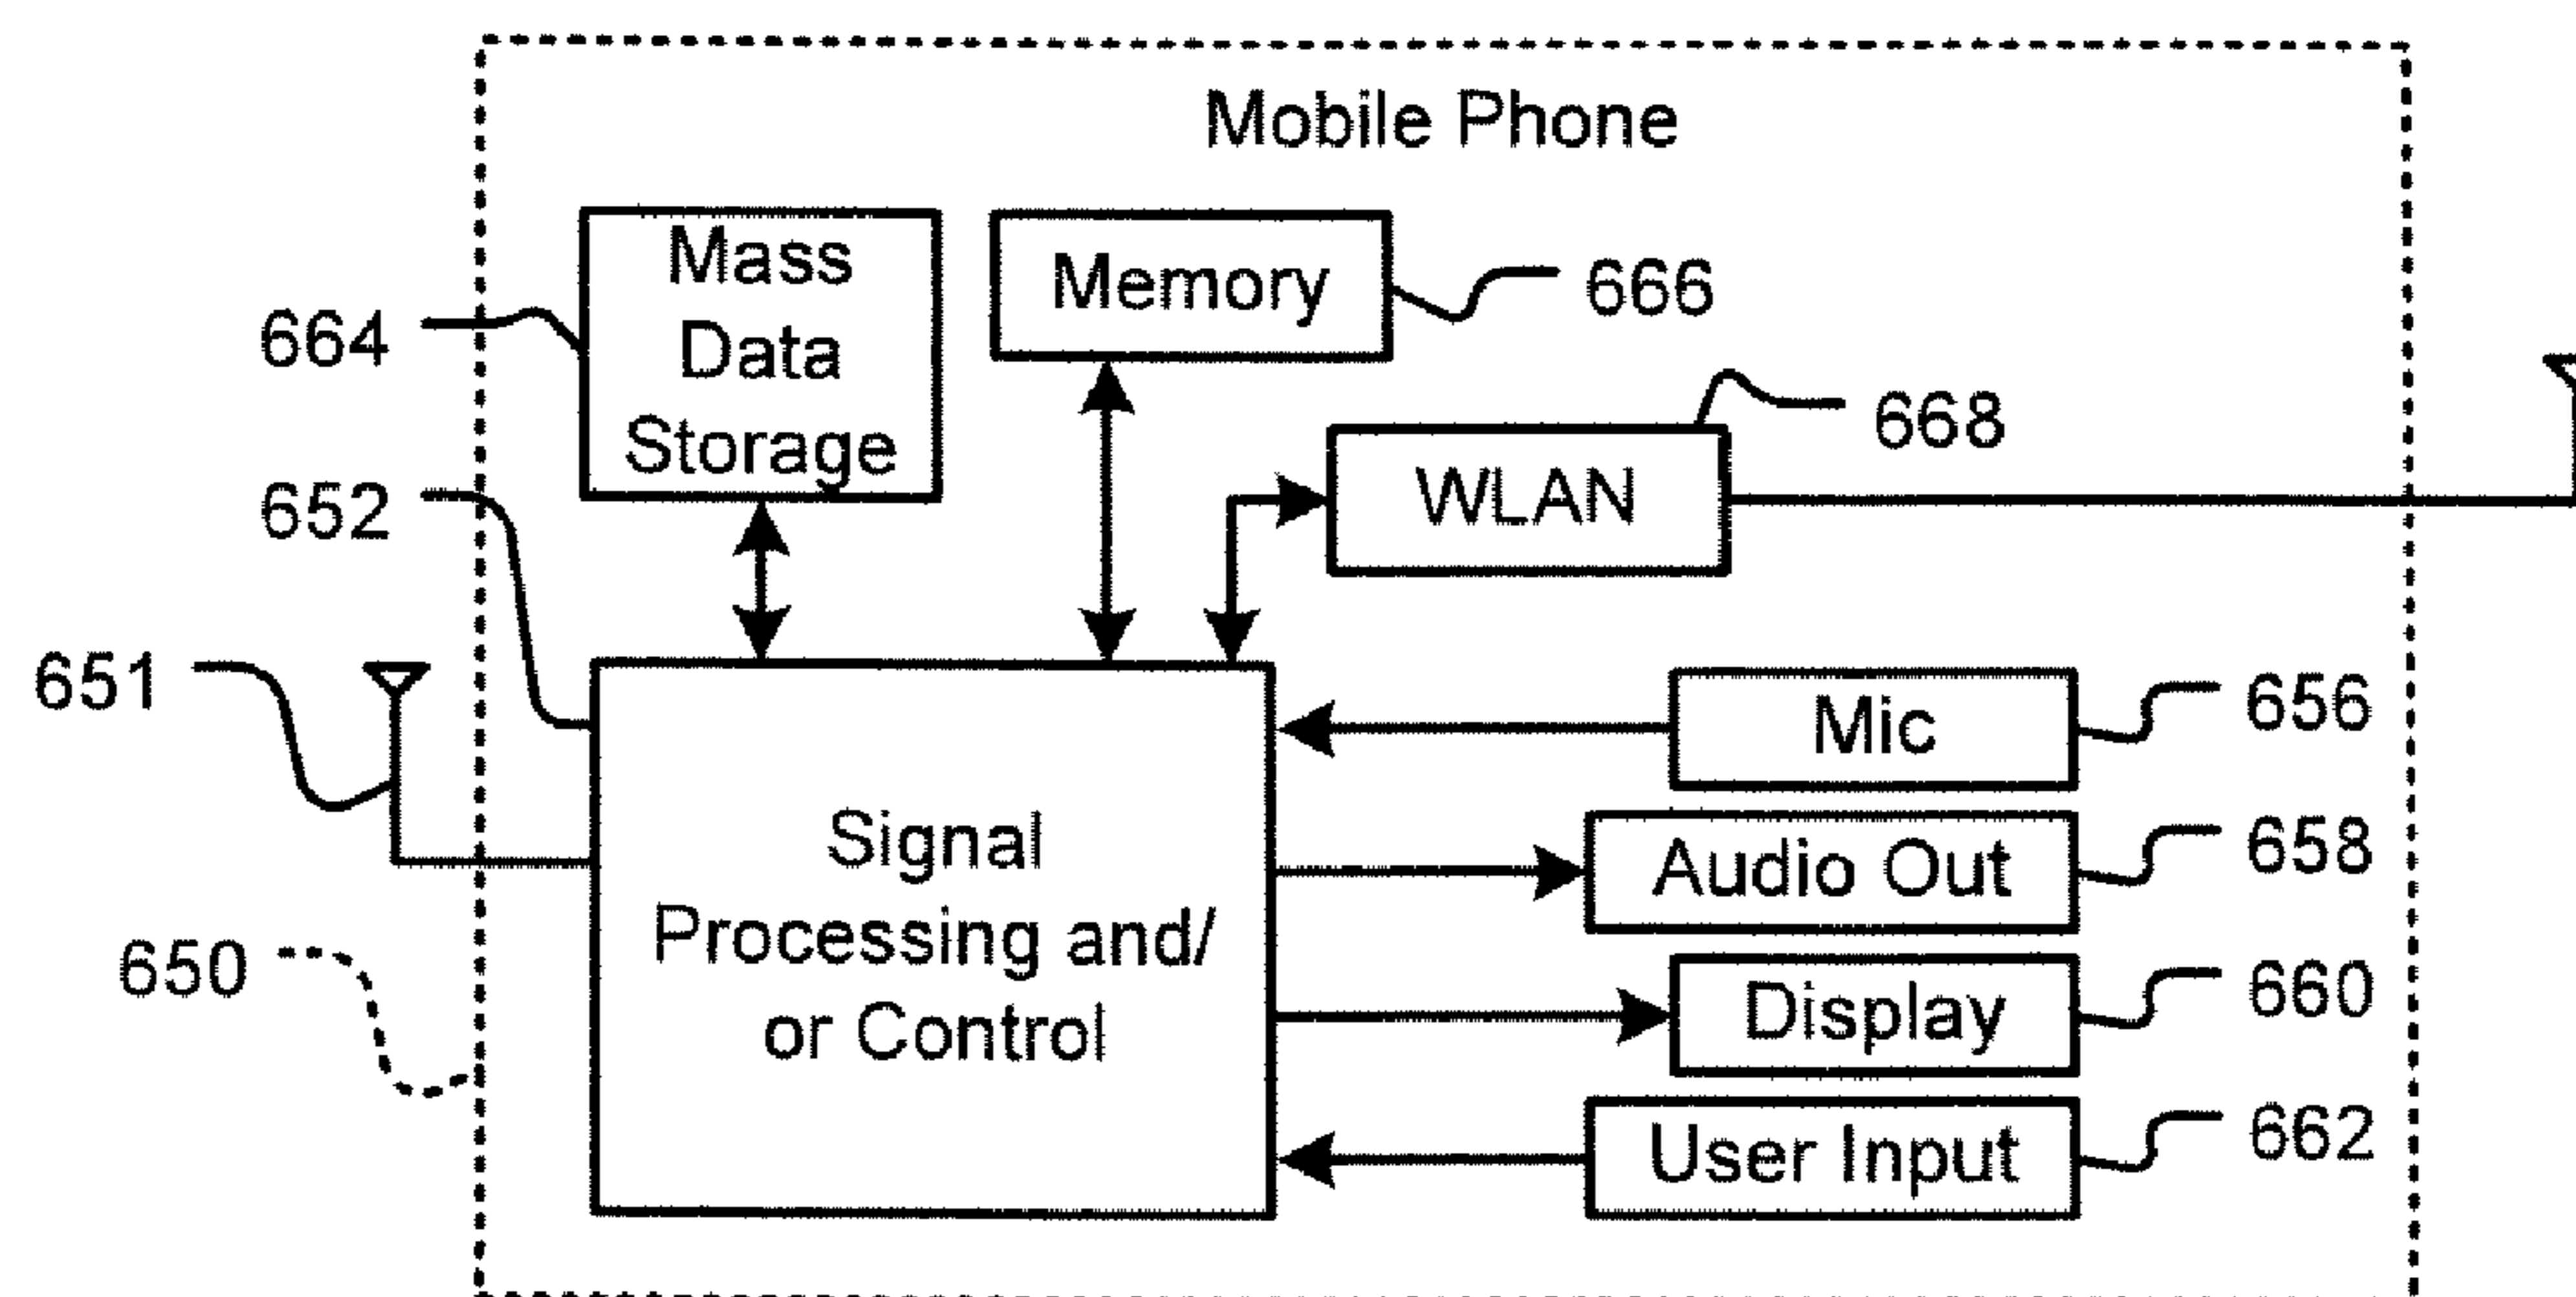 Mobile Phone
Mass
Data
Storage
Memory
666
664
668
WLAN
652
651
Mic
656
Signal
Processing and/
or Control
Audio Out
658
650
Display
660
User Input
662